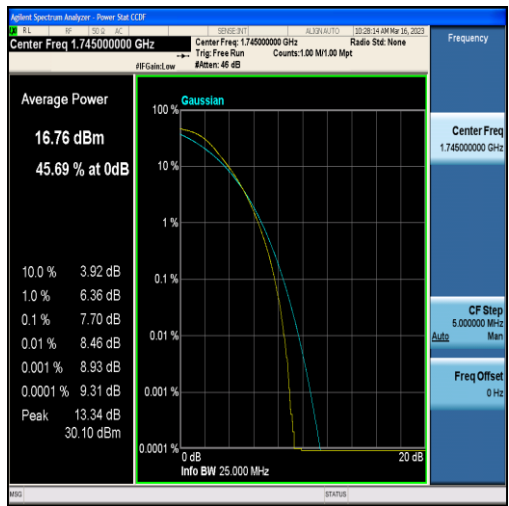 Agilent Spectrum Analyzer - Power Stat CCDF
RL RF 50 Ω AC SENSE:INT ALIGN AUTO 10:28:14 AM Mar 16, 2023
Center Freq 1.745000000 GHz
Center Freq: 1.745000000 GHz Radio Std: None
Trig: Free Run Counts:1.00 M/1.00 Mpt
#IFGain:Low #Atten: 46 dB
Frequency
Average Power
16.76 dBm
45.69 % at 0dB
10.0 % 3.92 dB
1.0 % 6.36 dB
0.1 % 7.70 dB
0.01 % 8.46 dB
0.001 % 8.93 dB
0.0001 % 9.31 dB
Peak 13.34 dB
30.10 dBm
Gaussian
100 %
10 %
1 %
0.1 %
0.01 %
0.001 %
0.0001 %
0 dB 20 dB
Info BW 25.000 MHz
Center Freq
1.745000000 GHz
CF Step
5.000000 MHz
Auto Man
Freq Offset
0 Hz
MSG STATUS